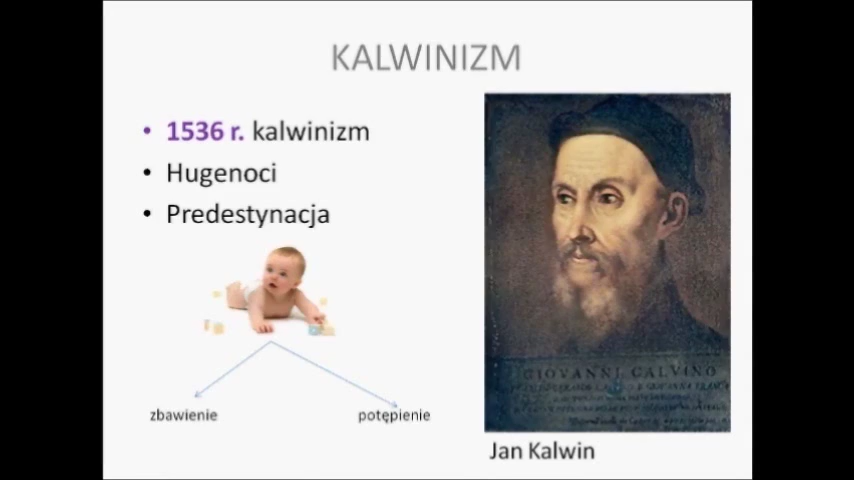 KALWINIZM
• 1536 r. kalwinizm
• Hugenoci
• Predestynacja
zbawienie
potępienie
GIOVANNI CALVINO
Jan Kalwin